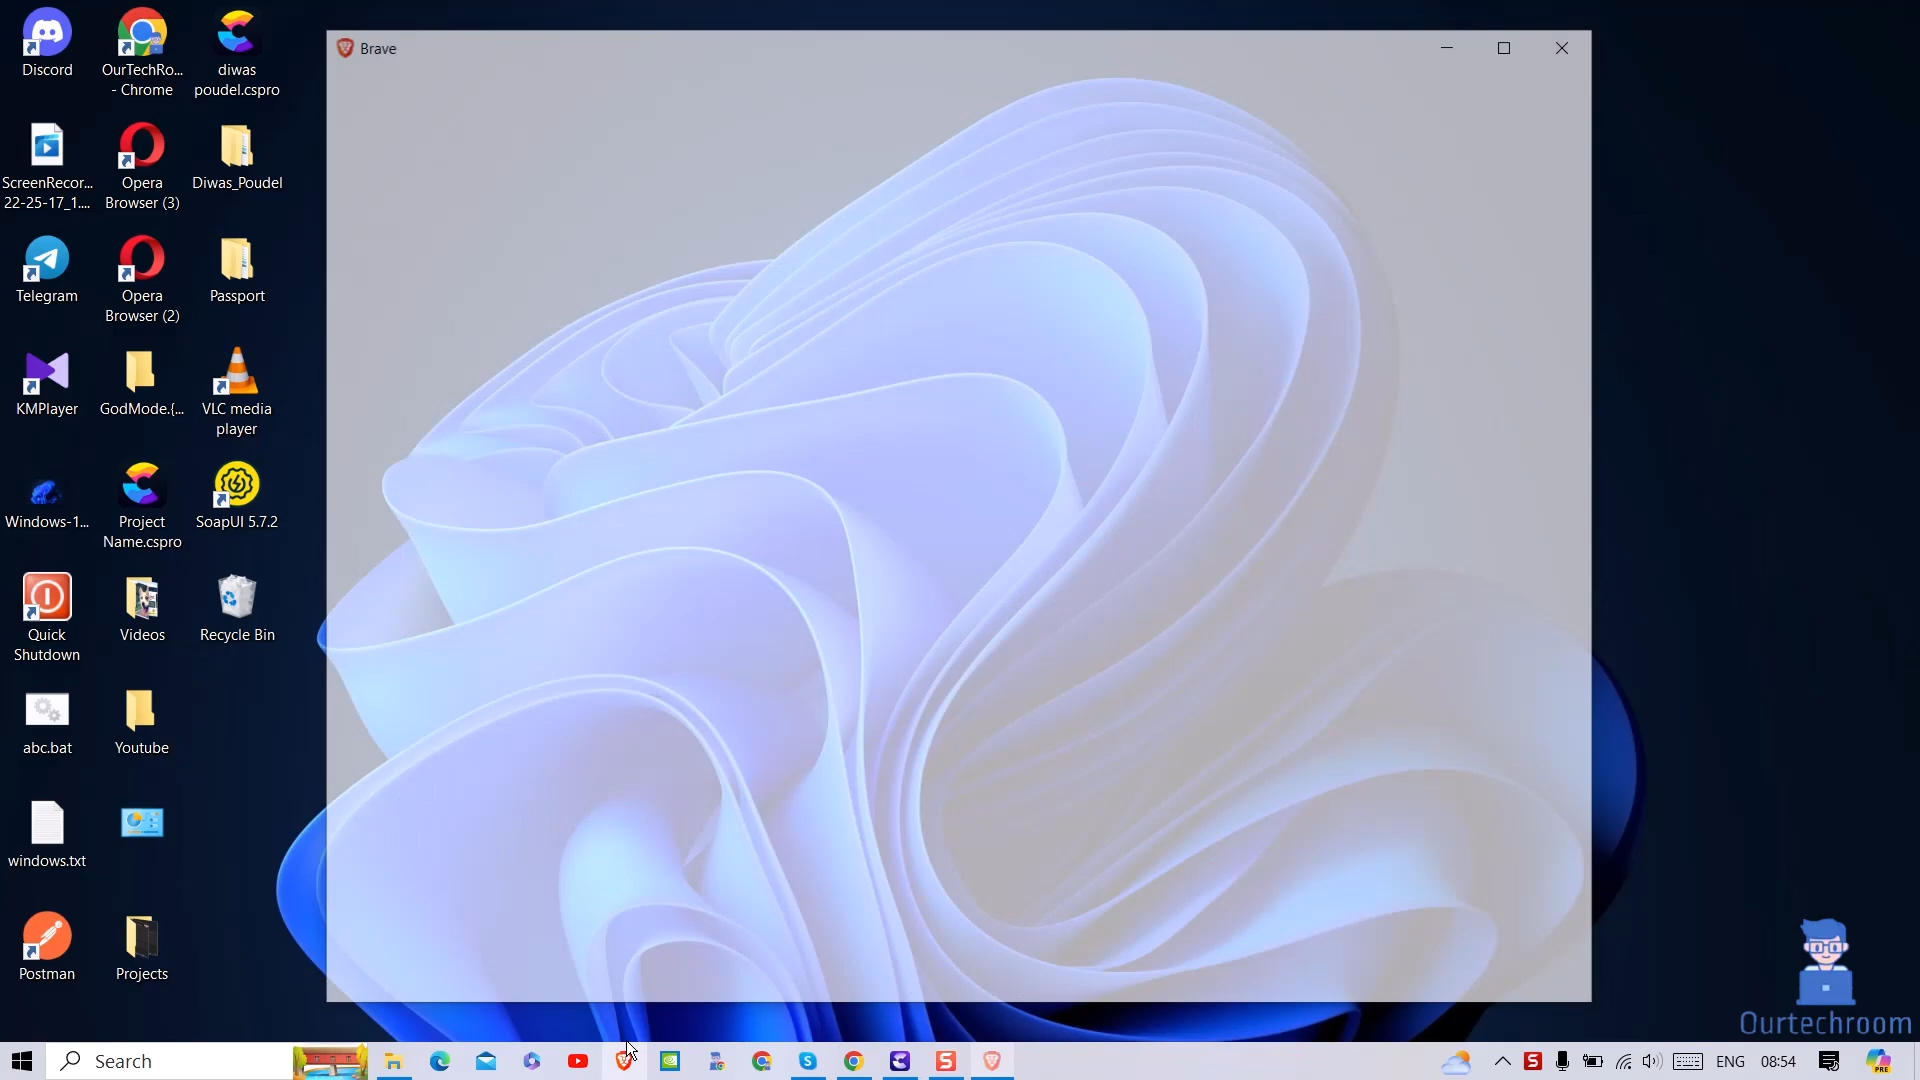 Discord
OurTechRo...
- Chrome
diwas
poudel.cspro
Brave
ScreenRecor...
22-25-17_1....
Opera
Browser (3)
Diwas_Poudel
Telegram
Opera
Browser (2)
Passport
KMPlayer
GodMode.{...
VLC media
player
Windows-1...
Project
Name.cspro
SoapUI 5.7.2
Quick
Shutdown
Videos
Recycle Bin
abc.bat
Youtube
windows.txt
Postman
Projects
Ourtechroom
Search
ENG
08:54
PRE